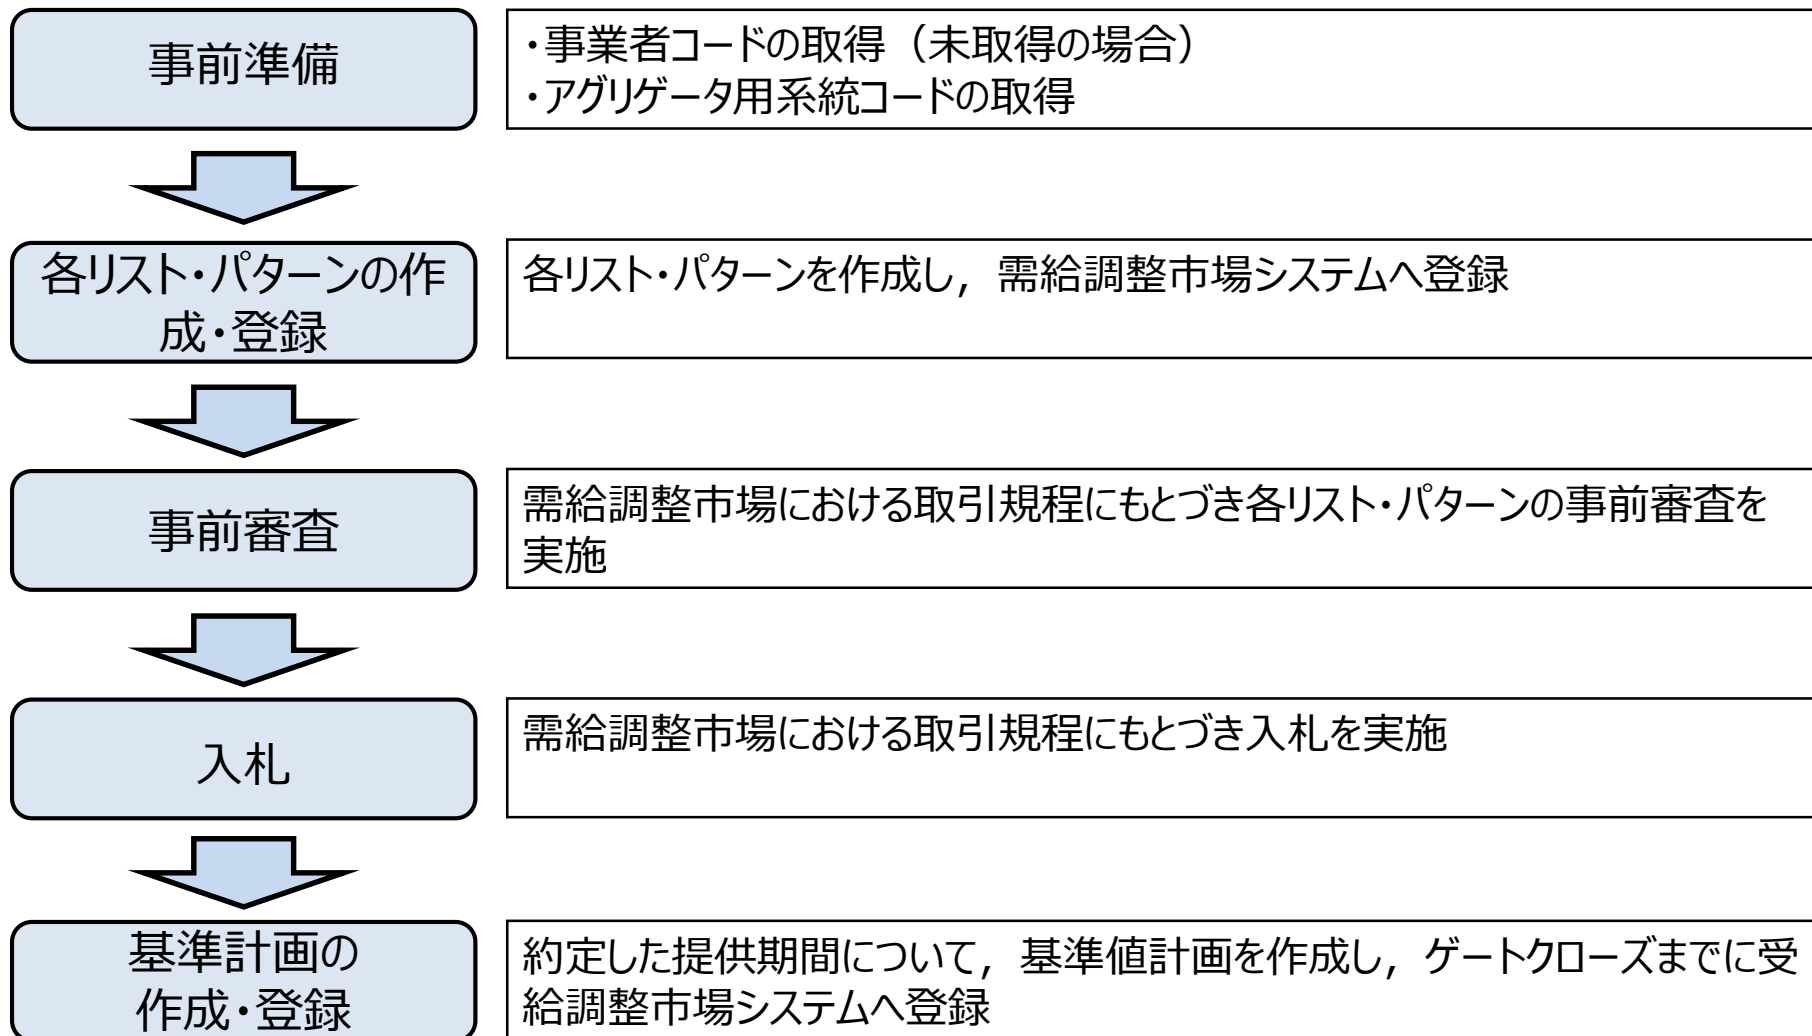 事前準備
・事業者コードの取得（未取得の場合）
・アグリゲータ用系統コードの取得
各リスト・パターンの作
成・登録
各リスト・パターンを作成し，需給調整市場システムへ登録
事前審査
需給調整市場における取引規程にもとづき各リスト・パターンの事前審査を
実施
入札
需給調整市場における取引規程にもとづき入札を実施
基準計画の
作成・登録
約定した提供期間について，基準値計画を作成し，ゲートクローズまでに受
給調整市場システムへ登録